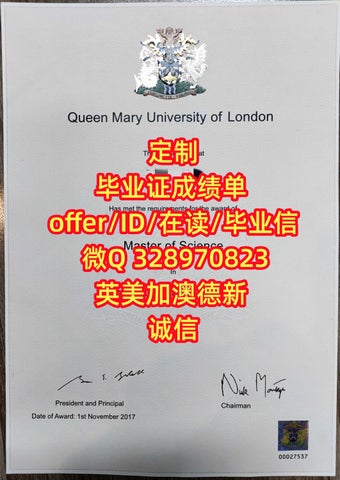 Queen Mary University of London
定制
毕业证成绩单
Has met the requirements for the award of
offer/ID/在读/毕业信
Master of Science
微Q 328970823
In
英美加澳德新
诚信
President and Principal
Chairman
Date of Award: 1st November 2017
00027537